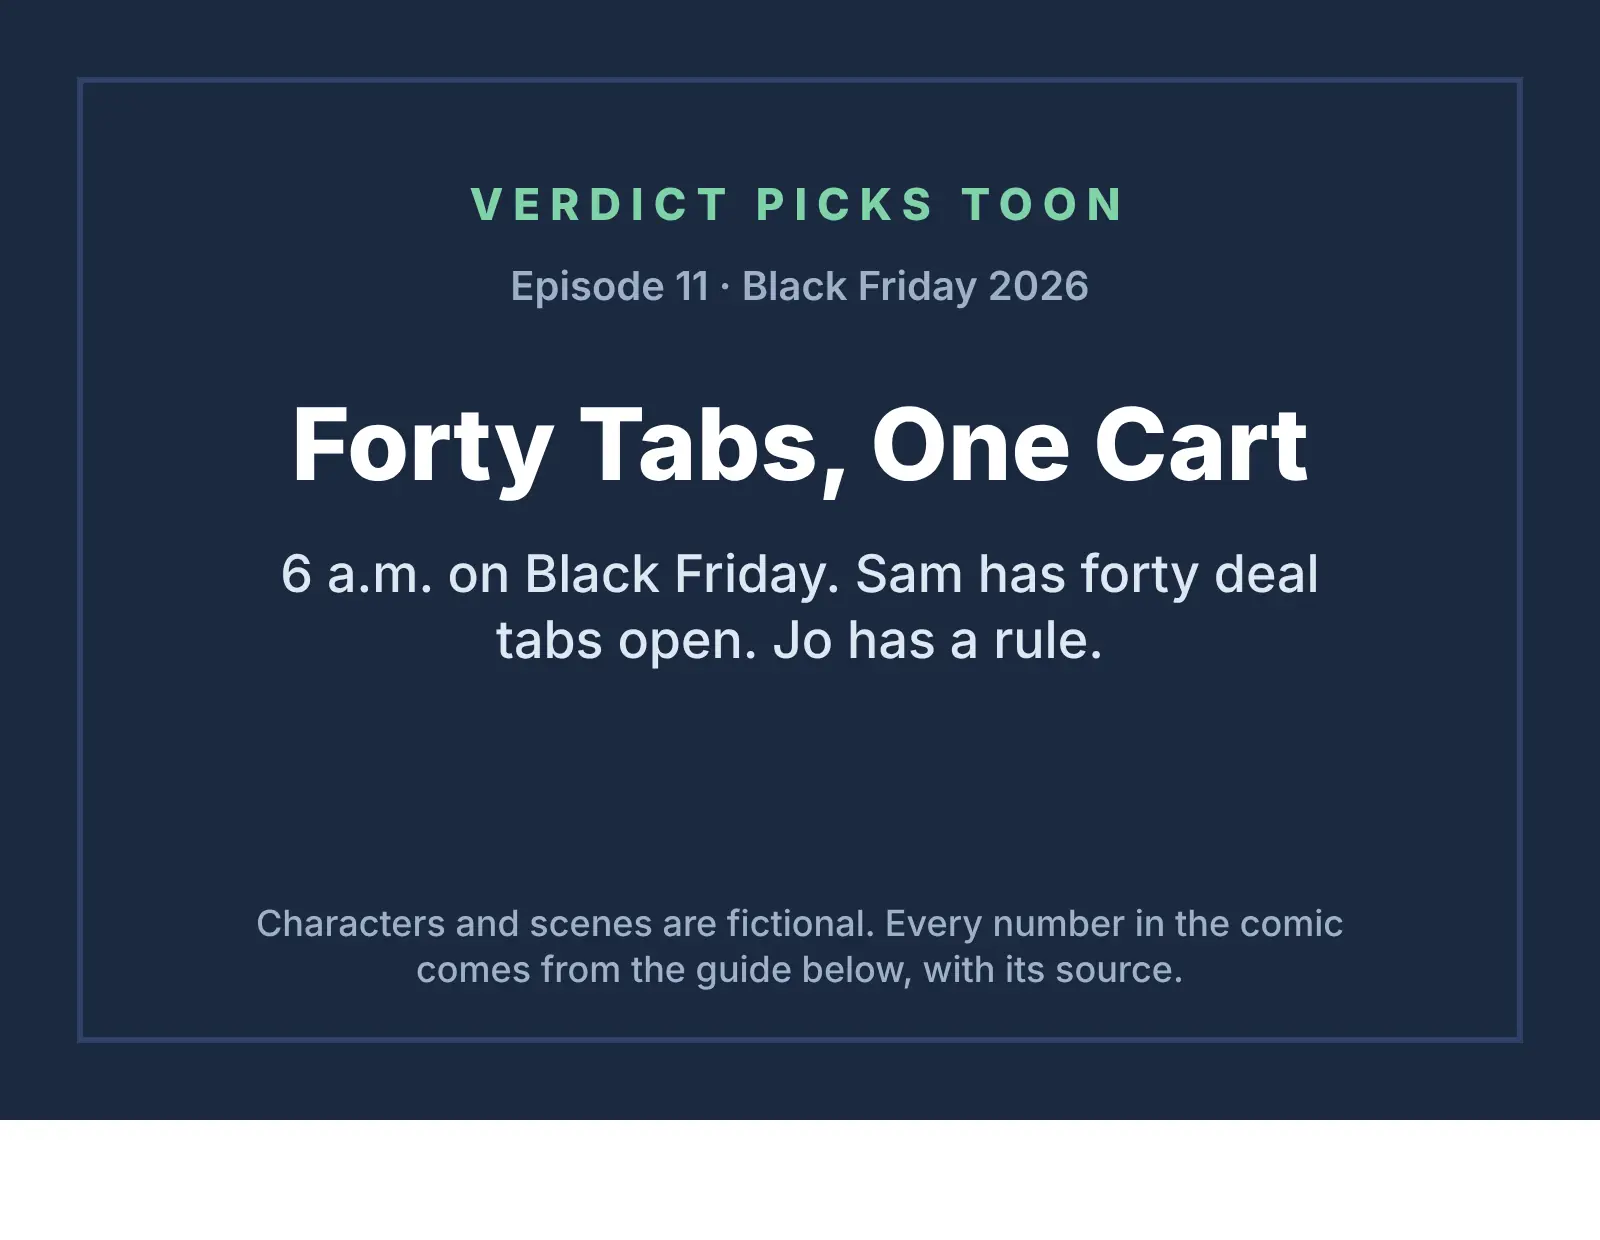 VERDICT PICKS TOON
Episode 11 · Black Friday 2026
Forty Tabs, One Cart
6 a.m. on Black Friday. Sam has forty deal
tabs open. Jo has a rule.
Characters and scenes are fictional. Every number in the comic
comes from the guide below, with its source.